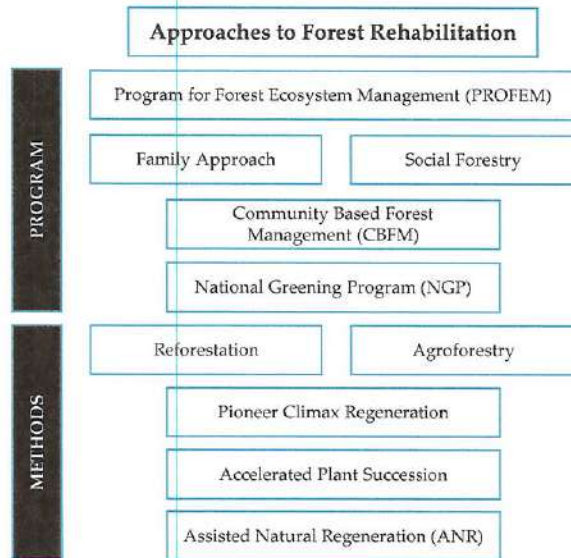 Approaches to Forest Rehabilitation
PROGRAM
Program for Forest Ecosystem Management (PROFEM)
Family Approach
Social Forestry
Community Based Forest
Management (CBFM)
National Greening Program (NGP)
METHODS
Reforestation
Agroforestry
Pioneer Climax Regeneration
Accelerated Plant Succession
Assisted Natural Regeneration (ANR)